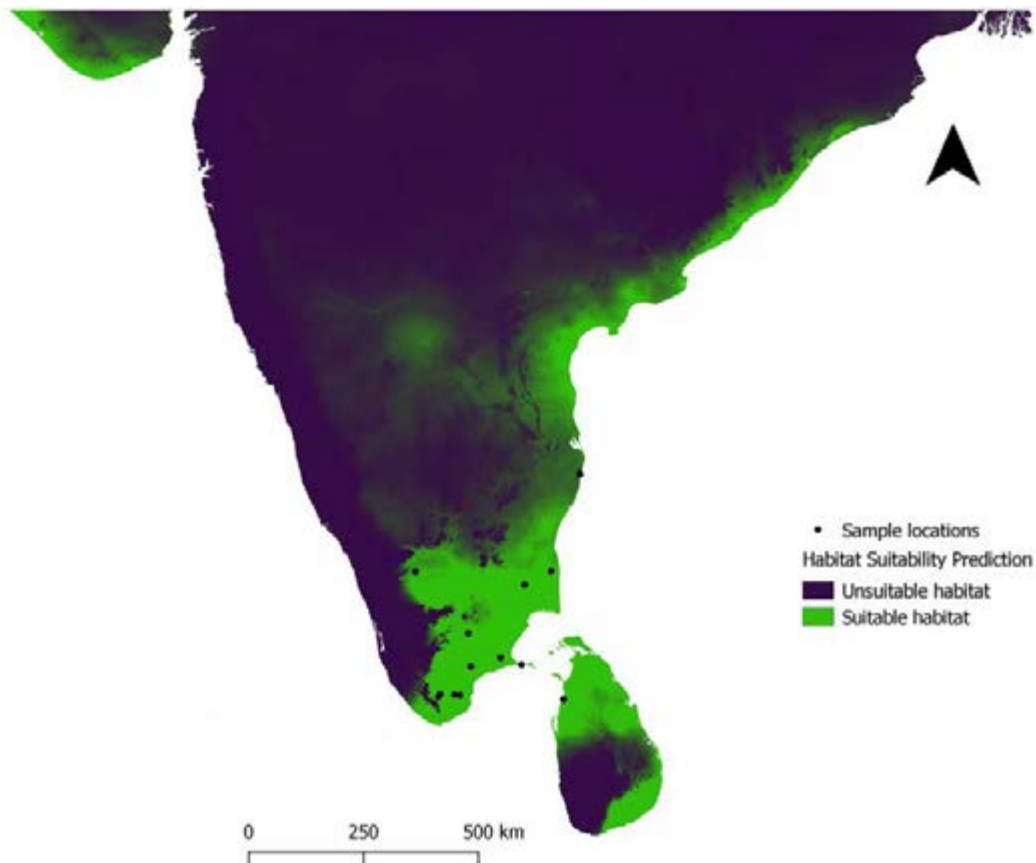 Sample locations
Habitat Suitability Prediction
Unsuitable habitat
Suitable habitat
0 250 500 km